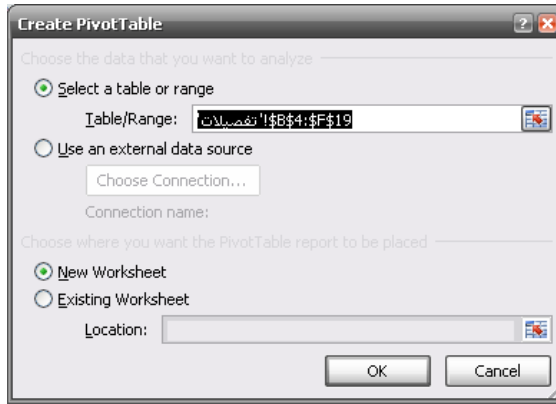 Create PivotTable
Choose the data that you want to analyze
Select a table or range
Table/Range: 'تفصيلات'!$B$4:$F$19
Use an external data source
Choose Connection...
Connection name:
Choose where you want the PivotTable report to be placed
New Worksheet
Existing Worksheet
Location:
OK Cancel